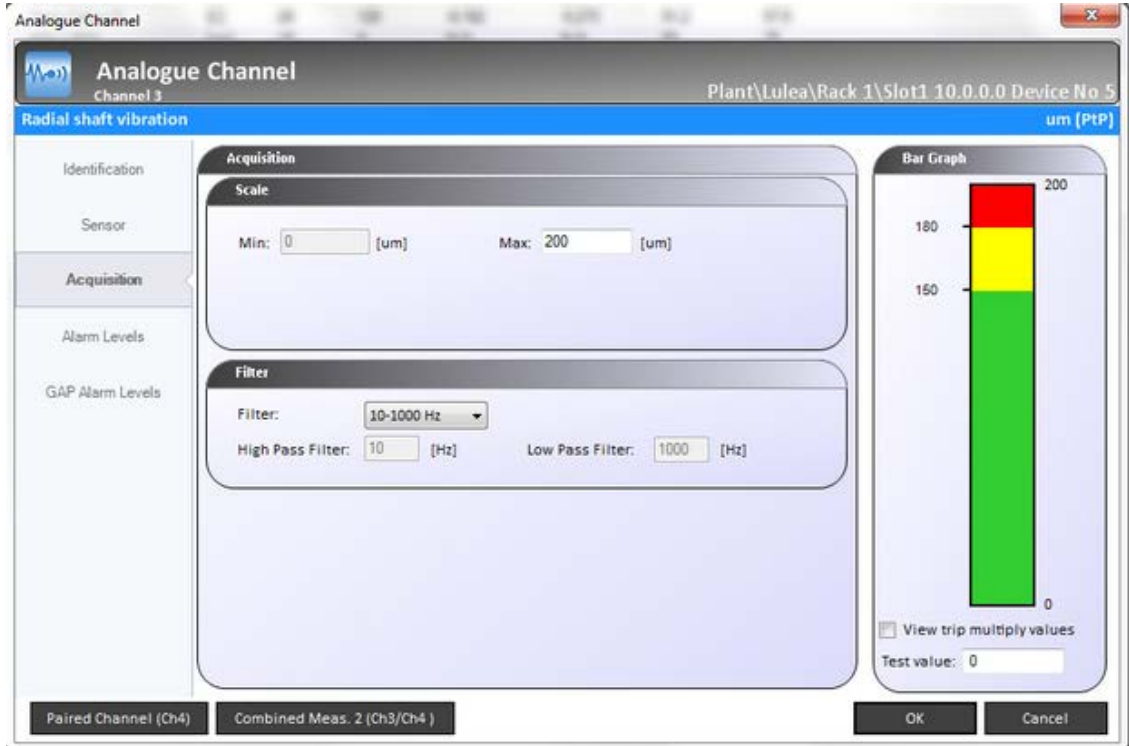 Analogue Channel
Analogue Channel
Channel 3
Plant\Lulea\Rack 1\Slot1 10.0.0.0 Device No 5
Radial shaft vibration
um (PtP)
Identification
Sensor
Acquisition
Alarm Levels
GAP Alarm Levels
Acquisition
Scale
Min: 0 [um] Max: 200 [um]
Filter
Filter: 10-1000 Hz
High Pass Filter: 10 [Hz] Low Pass Filter: 1000 [Hz]
Bar Graph
200
180
150
0
View trip multiply values
Test value: 0
Paired Channel (Ch4)
Combined Meas. 2 (Ch3/Ch4 )
OK
Cancel